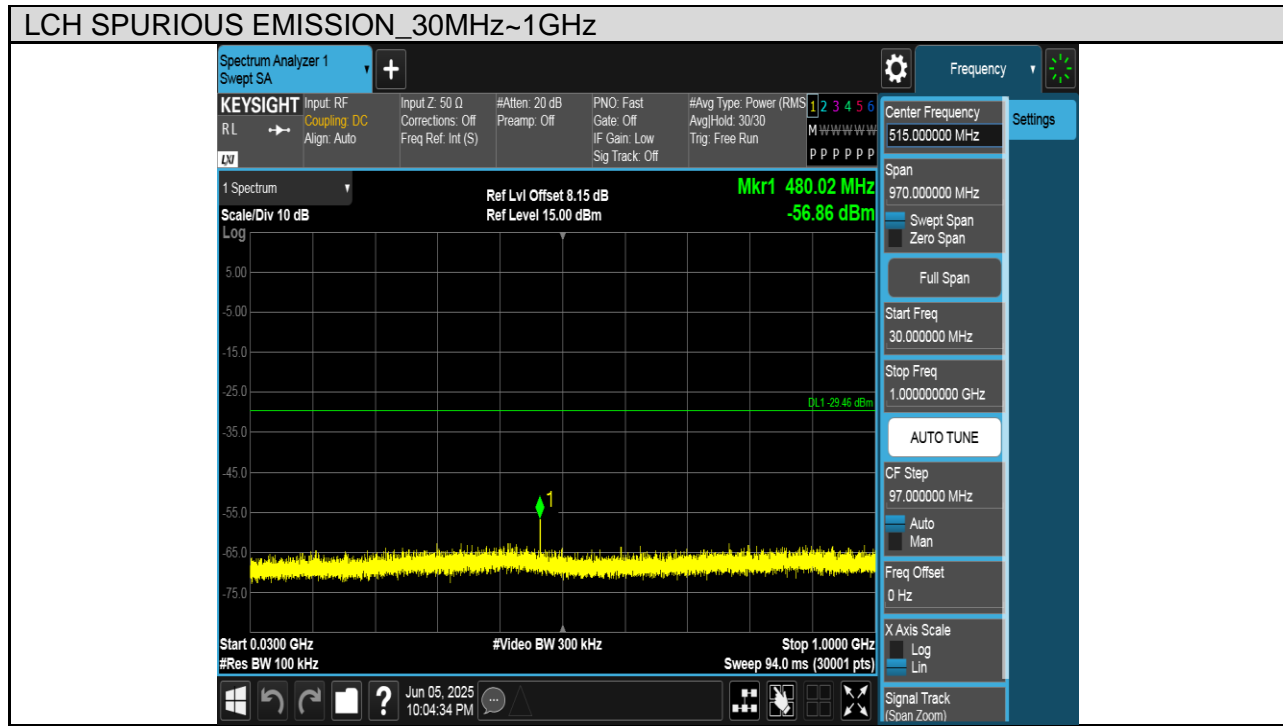 LCH SPURIOUS EMISSION_30MHz~1GHz
Spectrum Analyzer 1
Swept SA
+
Frequency
KEYSIGHT
RL
LXI
Input: RF
Coupling: DC
Align: Auto
Input Z: 50 Ω
Corrections: Off
Freq Ref: Int (S)
#Atten: 20 dB
Preamp: Off
PNO: Fast
Gate: Off
IF Gain: Low
Sig Track: Off
#Avg Type: Power (RMS
Avg|Hold: 30/30
Trig: Free Run
1 2 3 4 5 6
M W W W W W
P P P P P P
Center Frequency
515.000000 MHz
Settings
Span
970.000000 MHz
Swept Span
Zero Span
Full Span
Start Freq
30.000000 MHz
Stop Freq
1.000000000 GHz
AUTO TUNE
CF Step
97.000000 MHz
Auto
Man
Freq Offset
0 Hz
X Axis Scale
Log
Lin
Signal Track
(Span Zoom)
1 Spectrum
Scale/Div 10 dB
Ref Lvl Offset 8.15 dB
Ref Level 15.00 dBm
Mkr1 480.02 MHz
-56.86 dBm
Log
5.00
-5.00
-15.0
-25.0
DL1 -29.46 dBm
-35.0
-45.0
1
-55.0
-65.0
-75.0
Start 0.0300 GHz
#Res BW 100 kHz
#Video BW 300 kHz
Stop 1.0000 GHz
Sweep 94.0 ms (30001 pts)
?
Jun 05, 2025
10:04:34 PM